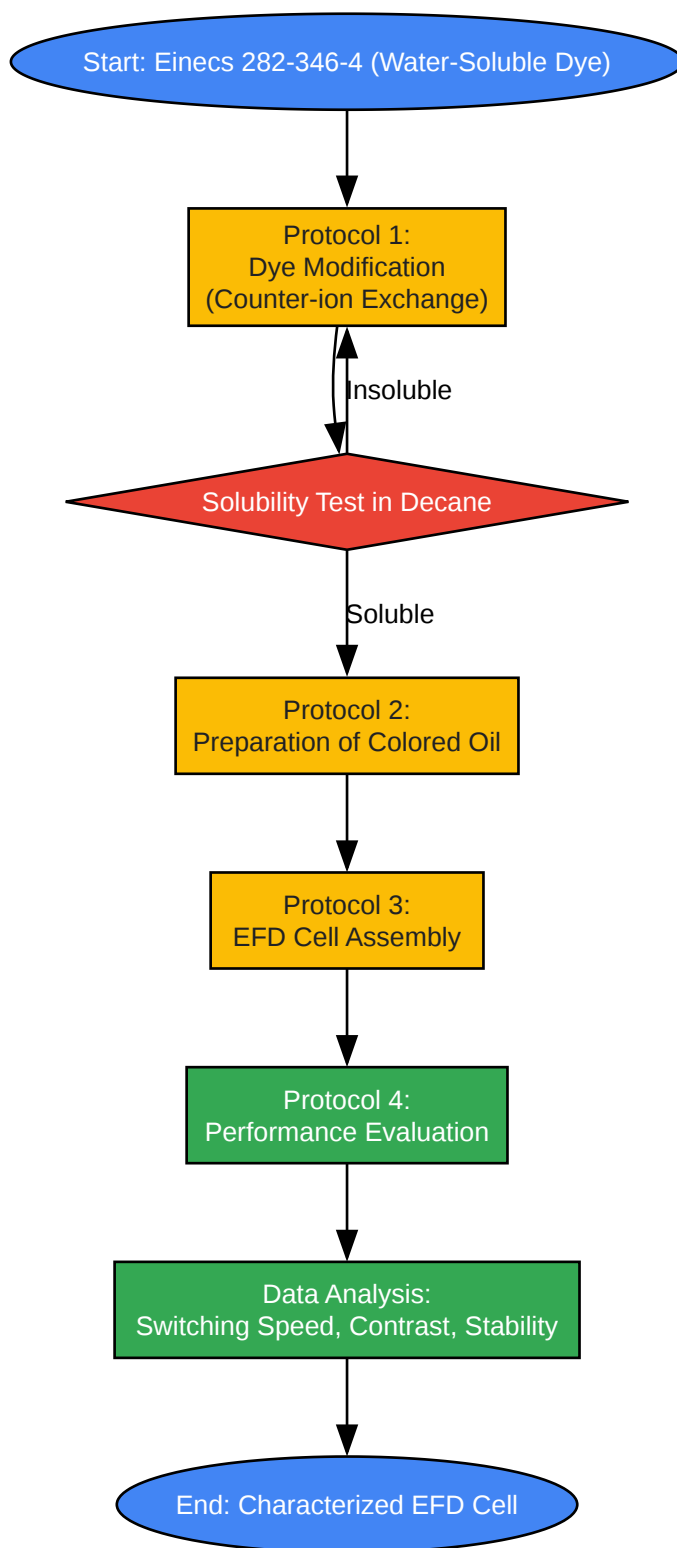 Start: Einecs 282-346-4 (Water-Soluble Dye)
Protocol 1:
Dye Modification
(Counter-ion Exchange)
Insoluble
Solubility Test in Decane
Soluble
Protocol 2:
Preparation of Colored Oil
Protocol 3:
EFD Cell Assembly
Protocol 4:
Performance Evaluation
Data Analysis:
Switching Speed, Contrast, Stability
End: Characterized EFD Cell